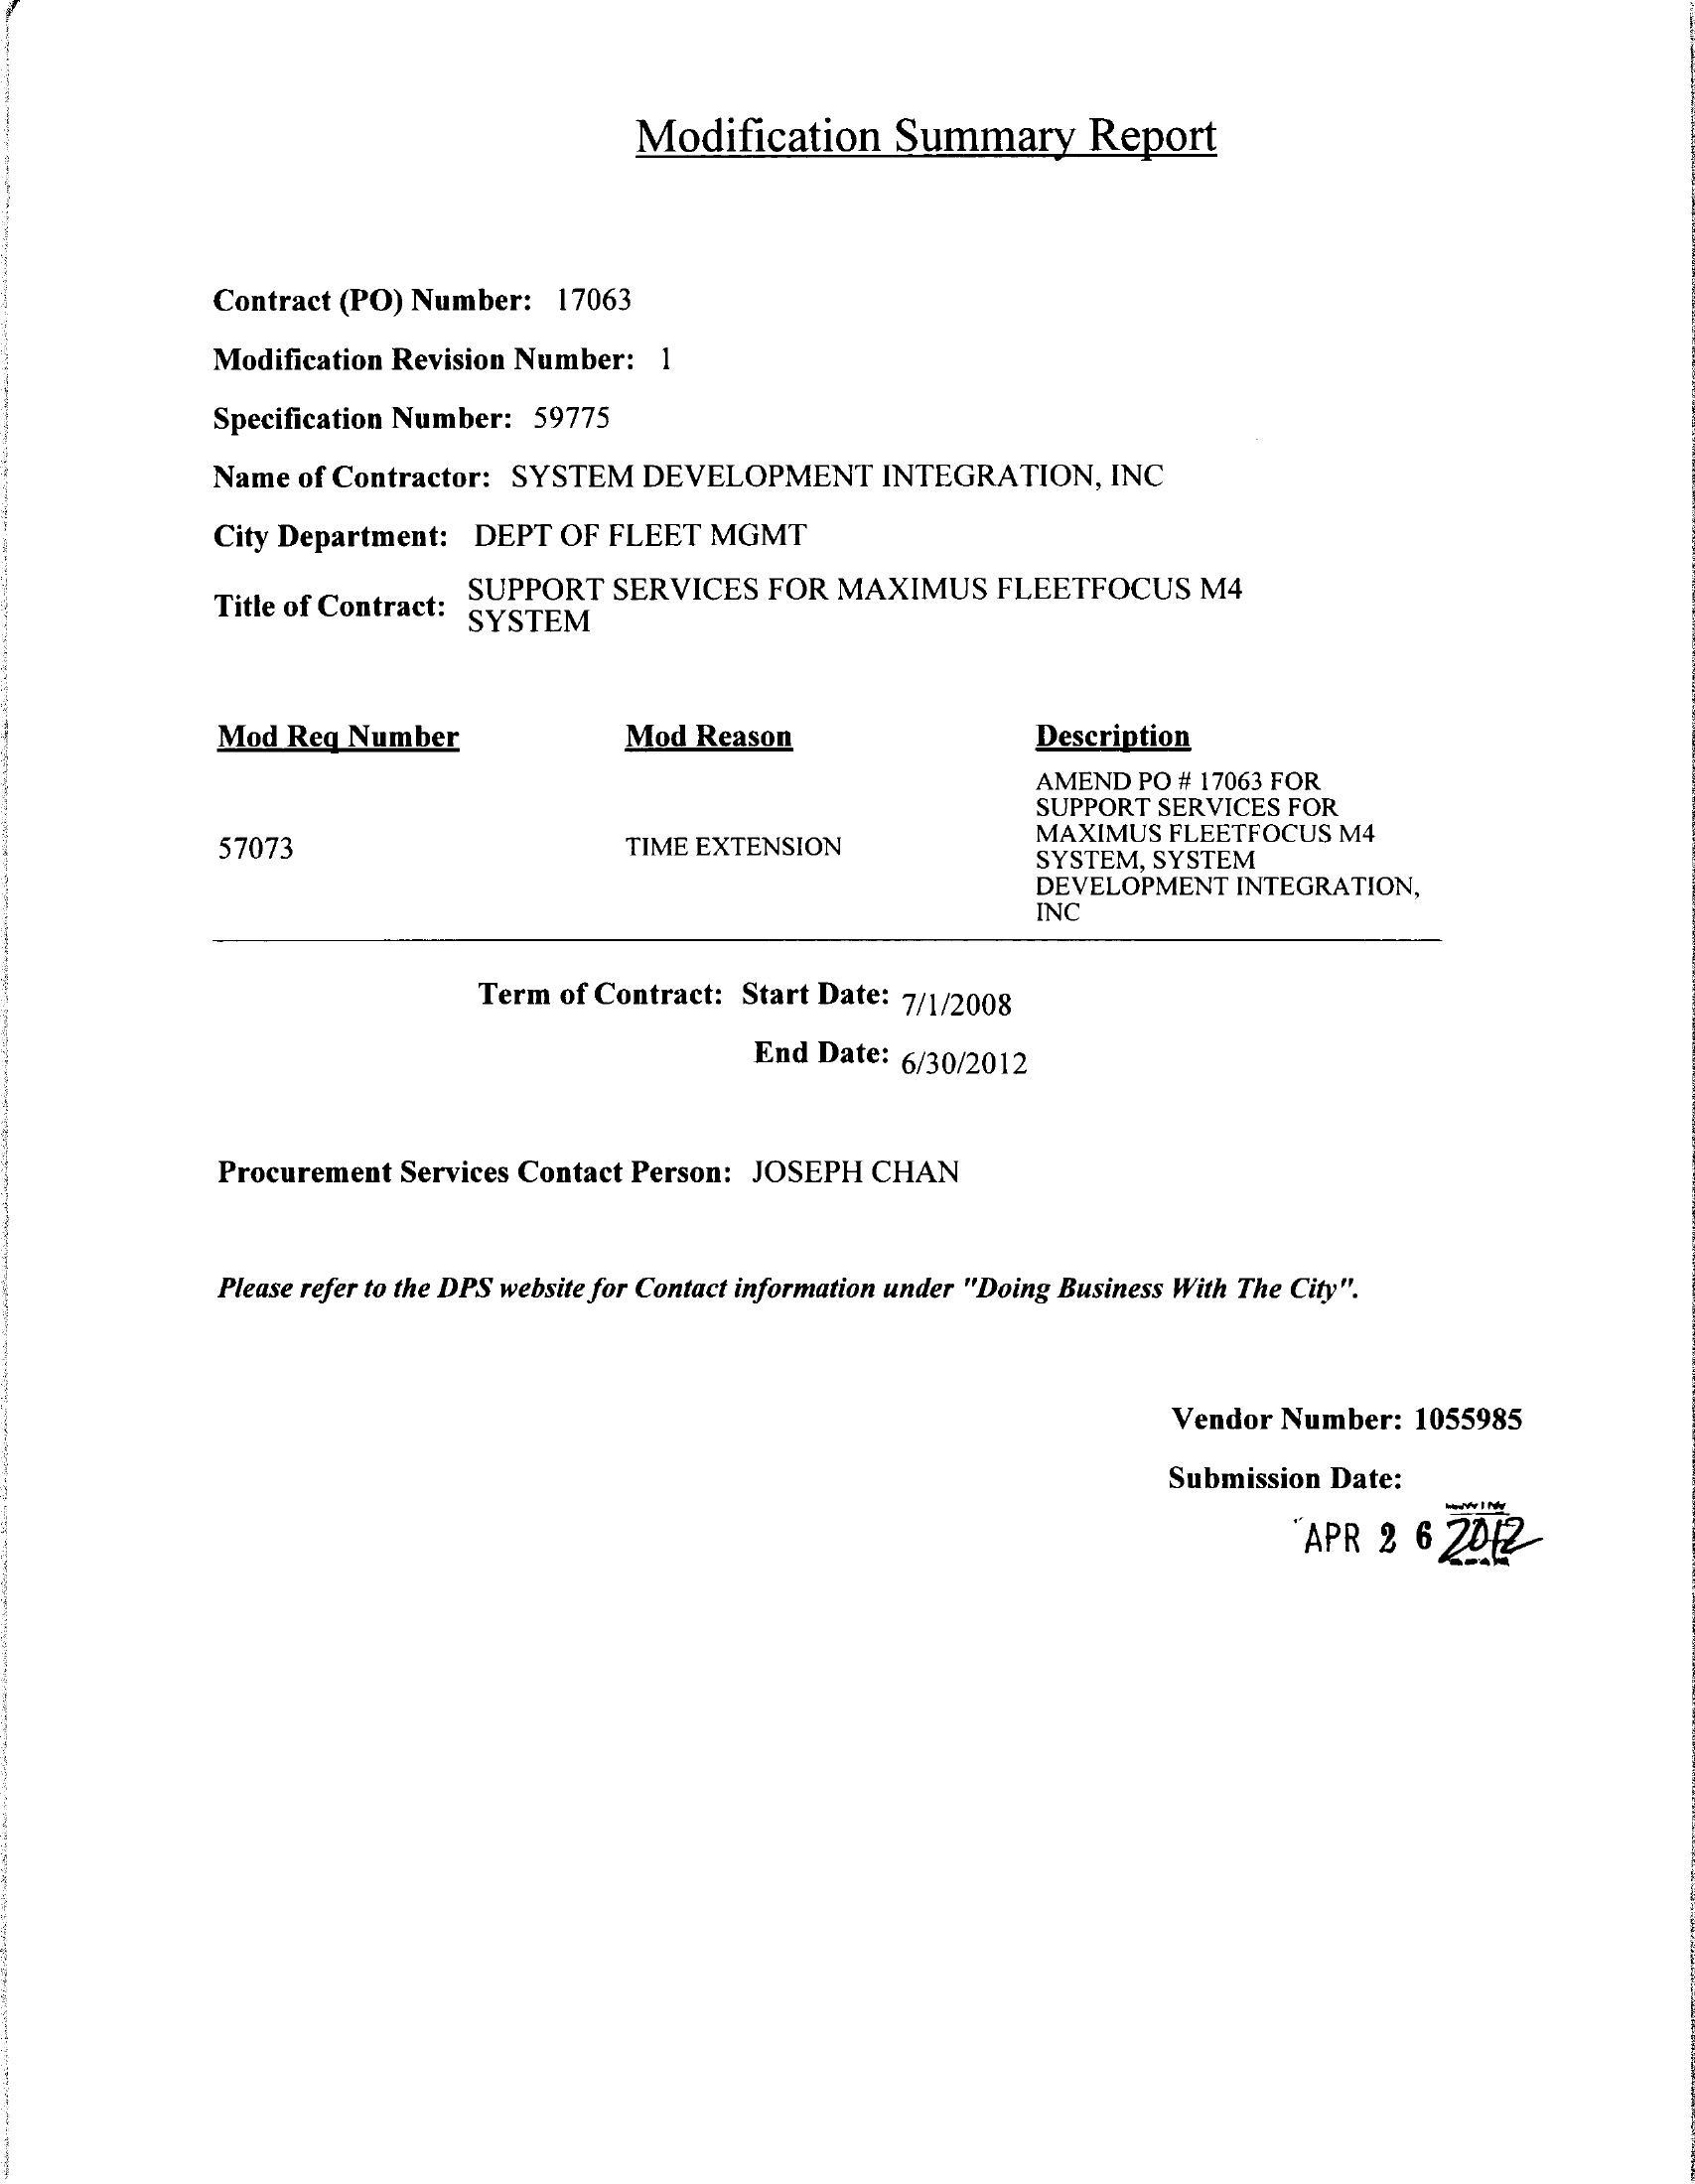 Modification Summary Report
Contract (PO) Number: 17063
Modification Revision Number: 1
Specification Number: 59775
Name of Contractor: SYSTEM DEVELOPMENT INTEGRATION, INC
City Department: DEPT OF FLEET MGMT
Title of Contract: SUPPORT SERVICES FOR MAXIMUS FLEETFOCUS M4
SYSTEM
Mod Req Number Mod Reason Description
AMEND PO # 17063 FOR
SUPPORT SERVICES FOR
MAXIMUS FLEETFOCUS M4
57073 TIME EXTENSION
SYSTEM, SYSTEM
DEVELOPMENT INTEGRATION,
INC
Term of Contract: Start Date: 7/1/2008
End Date: 6/30/2012
Procurement Services Contact Person: JOSEPH CHAN
Please refer to the DPS website for Contact information under "Doing Business With The City".
Vendor Number: 1055985
Submission Date:
APR 2 6 2012